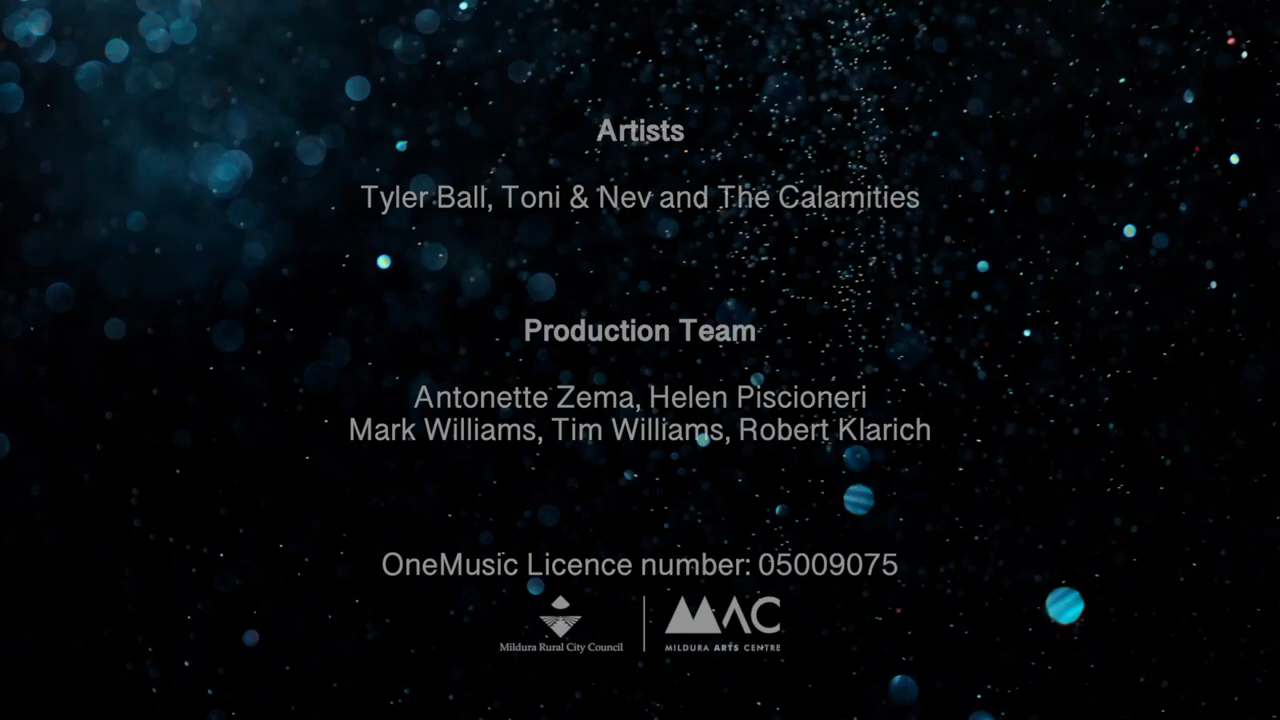 Artists
Tyler Ball, Toni & Nev and The Calamities
Production Team
Antonette Zema, Helen Piscioneri
Mark Williams, Tim Williams, Robert Klarich
OneMusic Licence number: 05009075
Mildura Rural City Council
MAC
MILDURA ARTS CENTRE